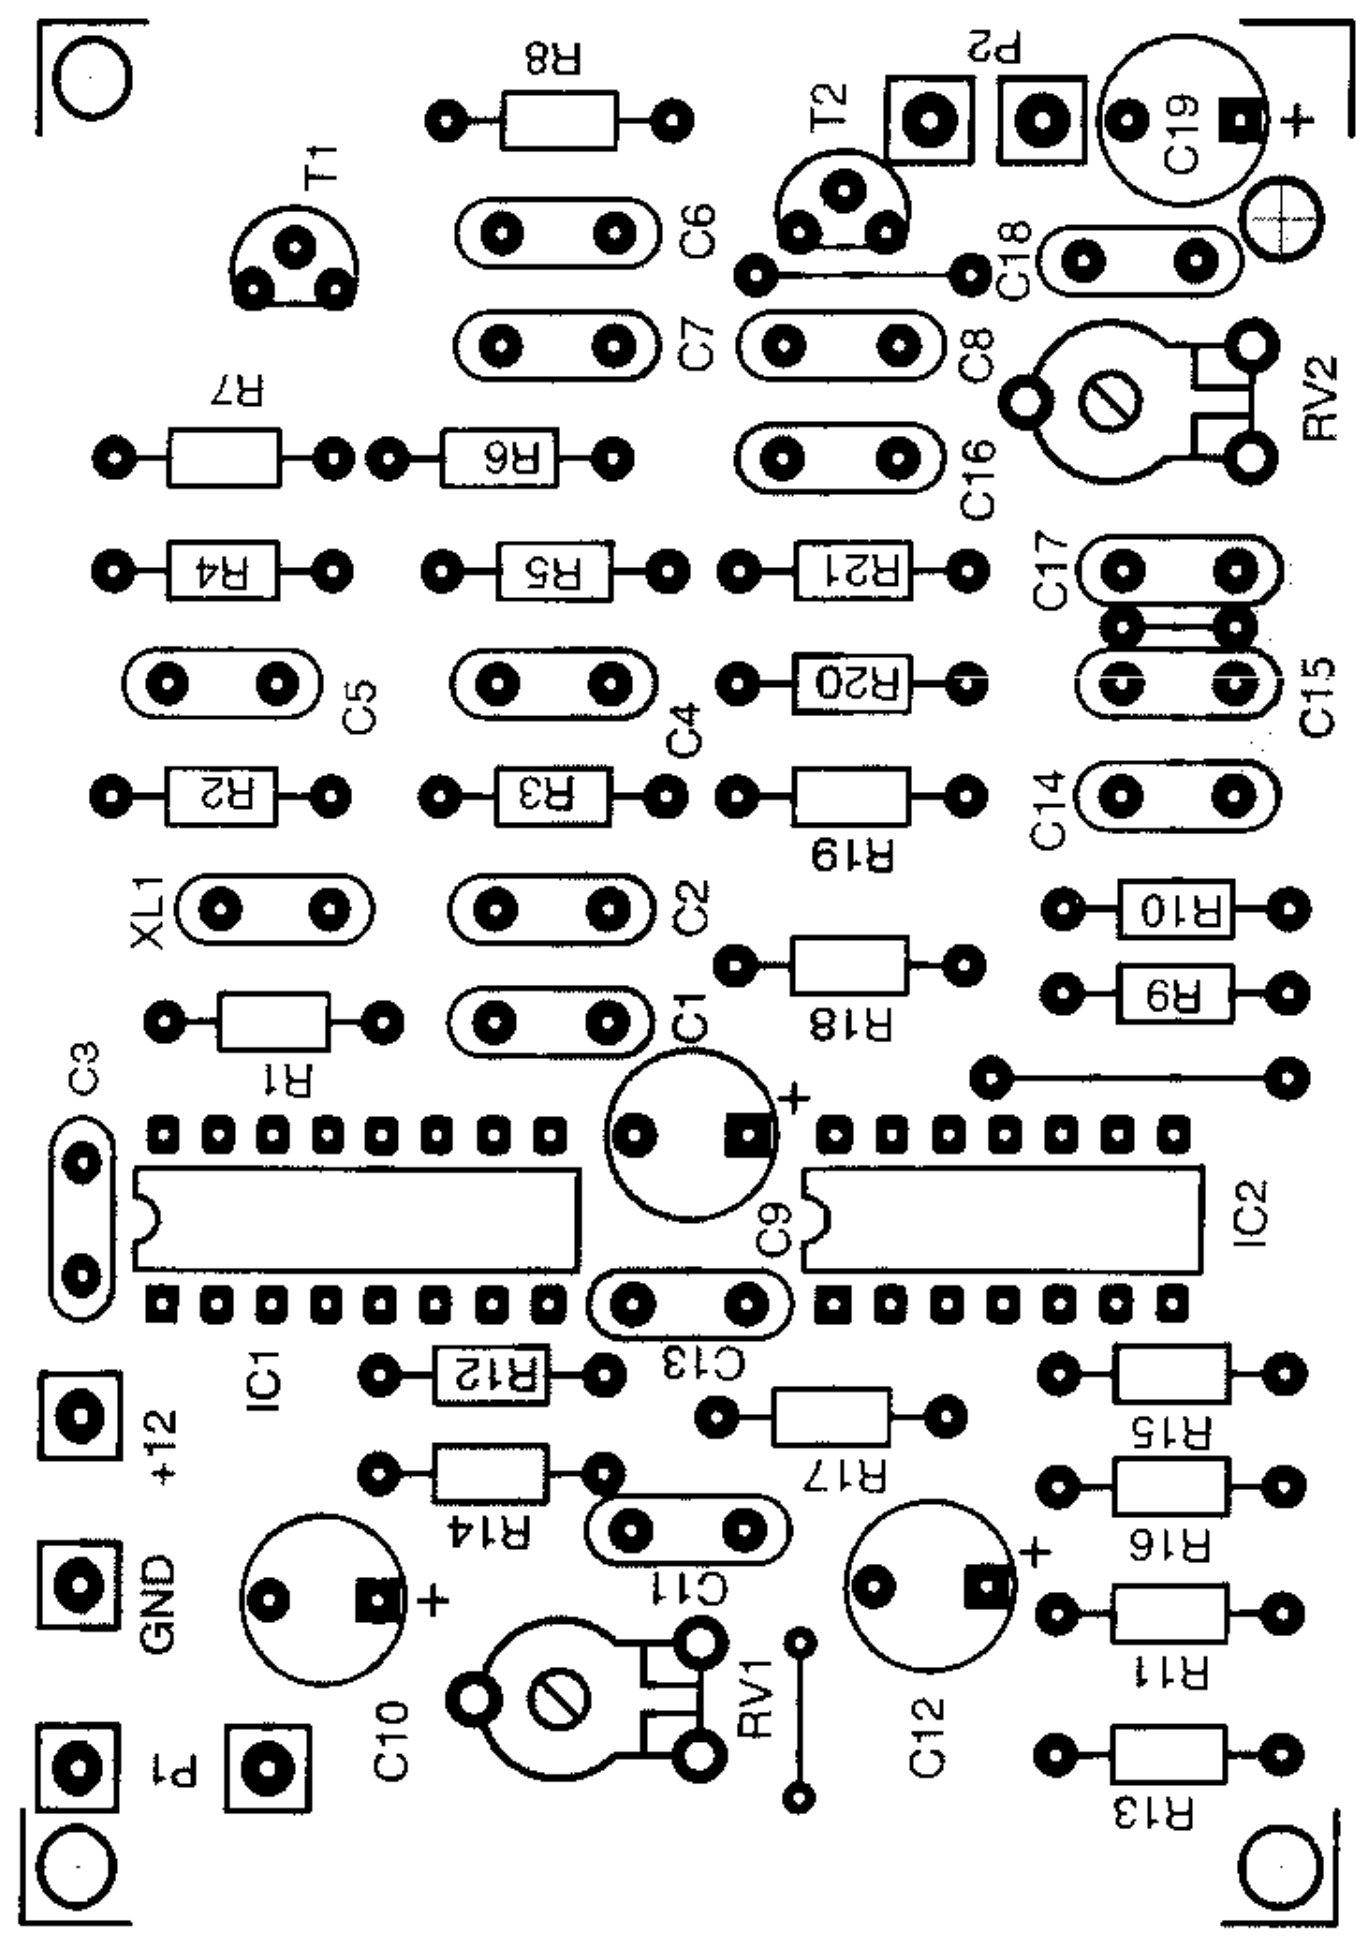 R8
P2
T2
C19
+
T1
C6
C18
C7
C8
RV2
R7
R6
C16
R4
R5
R21
C17
C5
C4
R20
C15
R2
R3
R19
C14
XL1
C2
R10
R18
R9
C1
R1
C3
+
C9
IC2
IC1
R12
C13
+12
R17
R15
R14
R16
GND
C11
+
+
R11
C10
RV1
C12
P1
R13